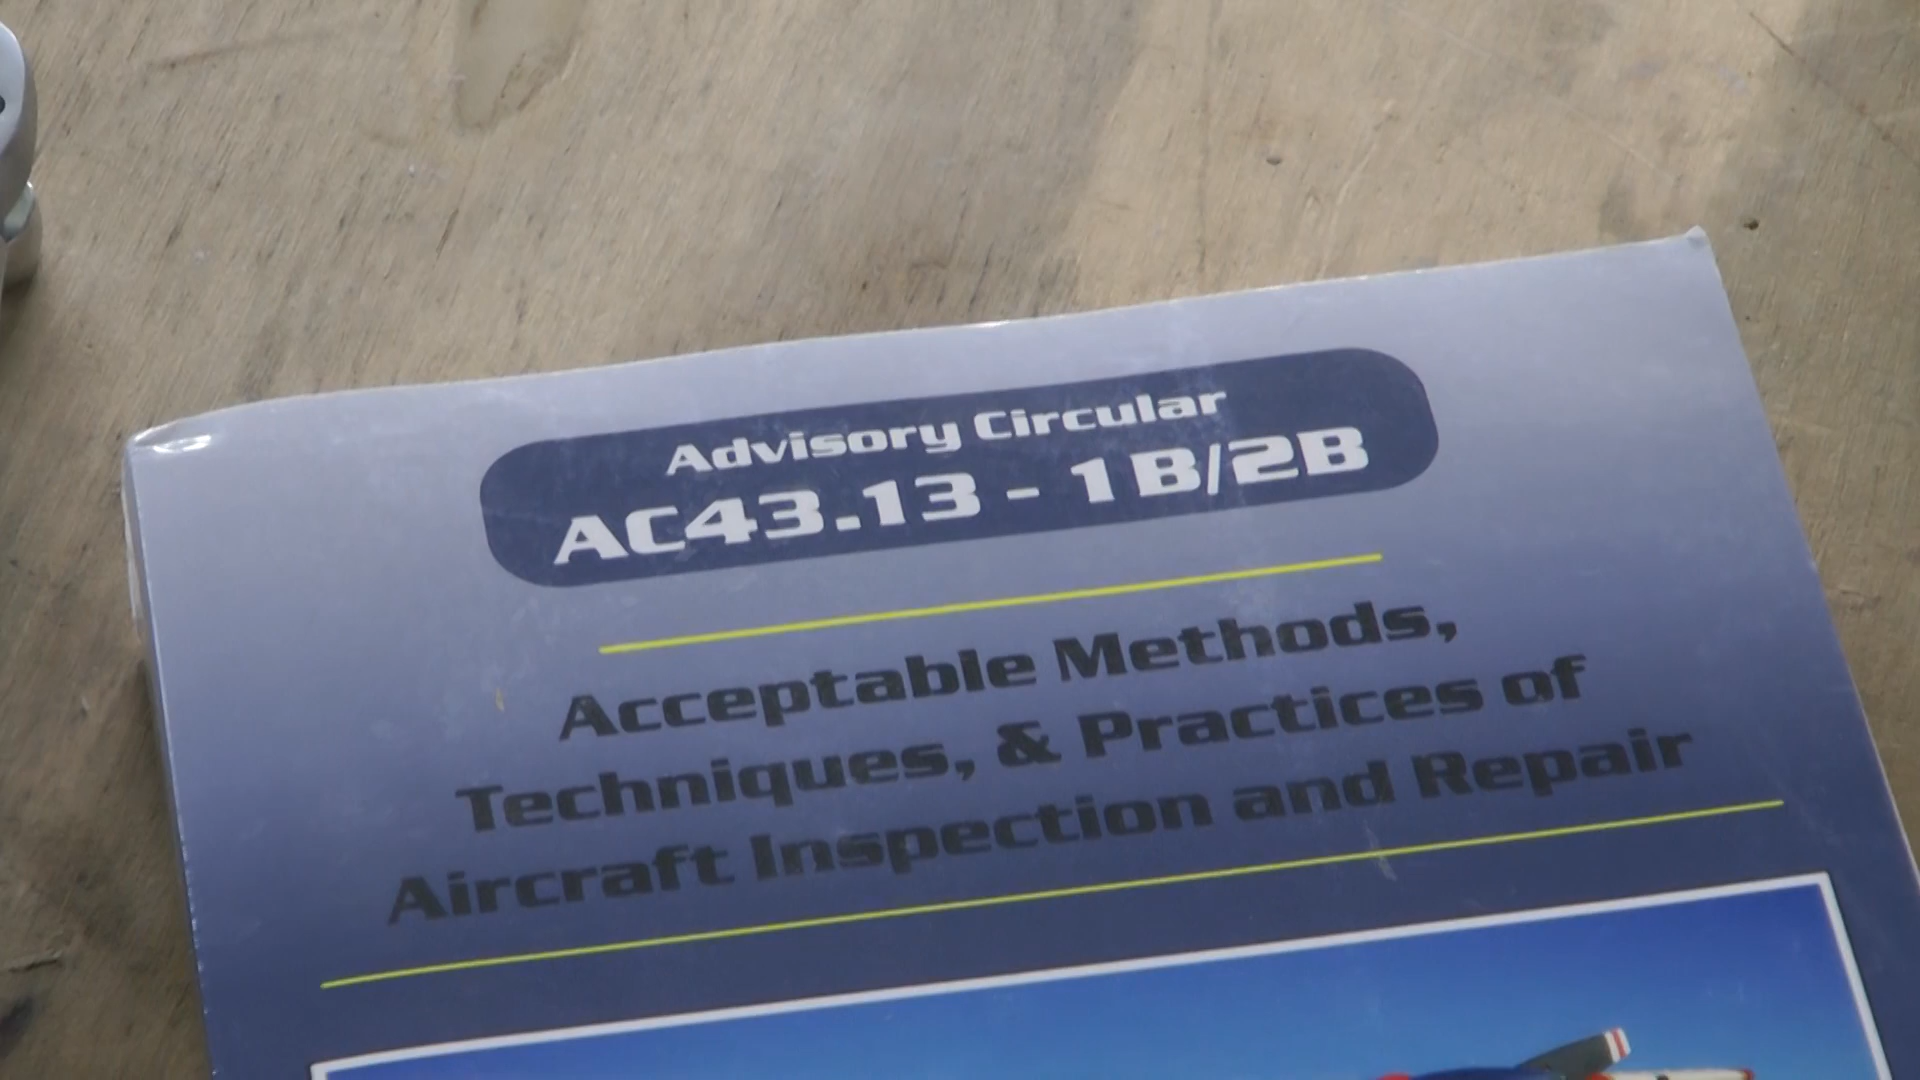 Advisory Circular
AC43.13 - 1B/2B
Acceptable Methods,
Techniques, & Practices of
Aircraft Inspection and Repair